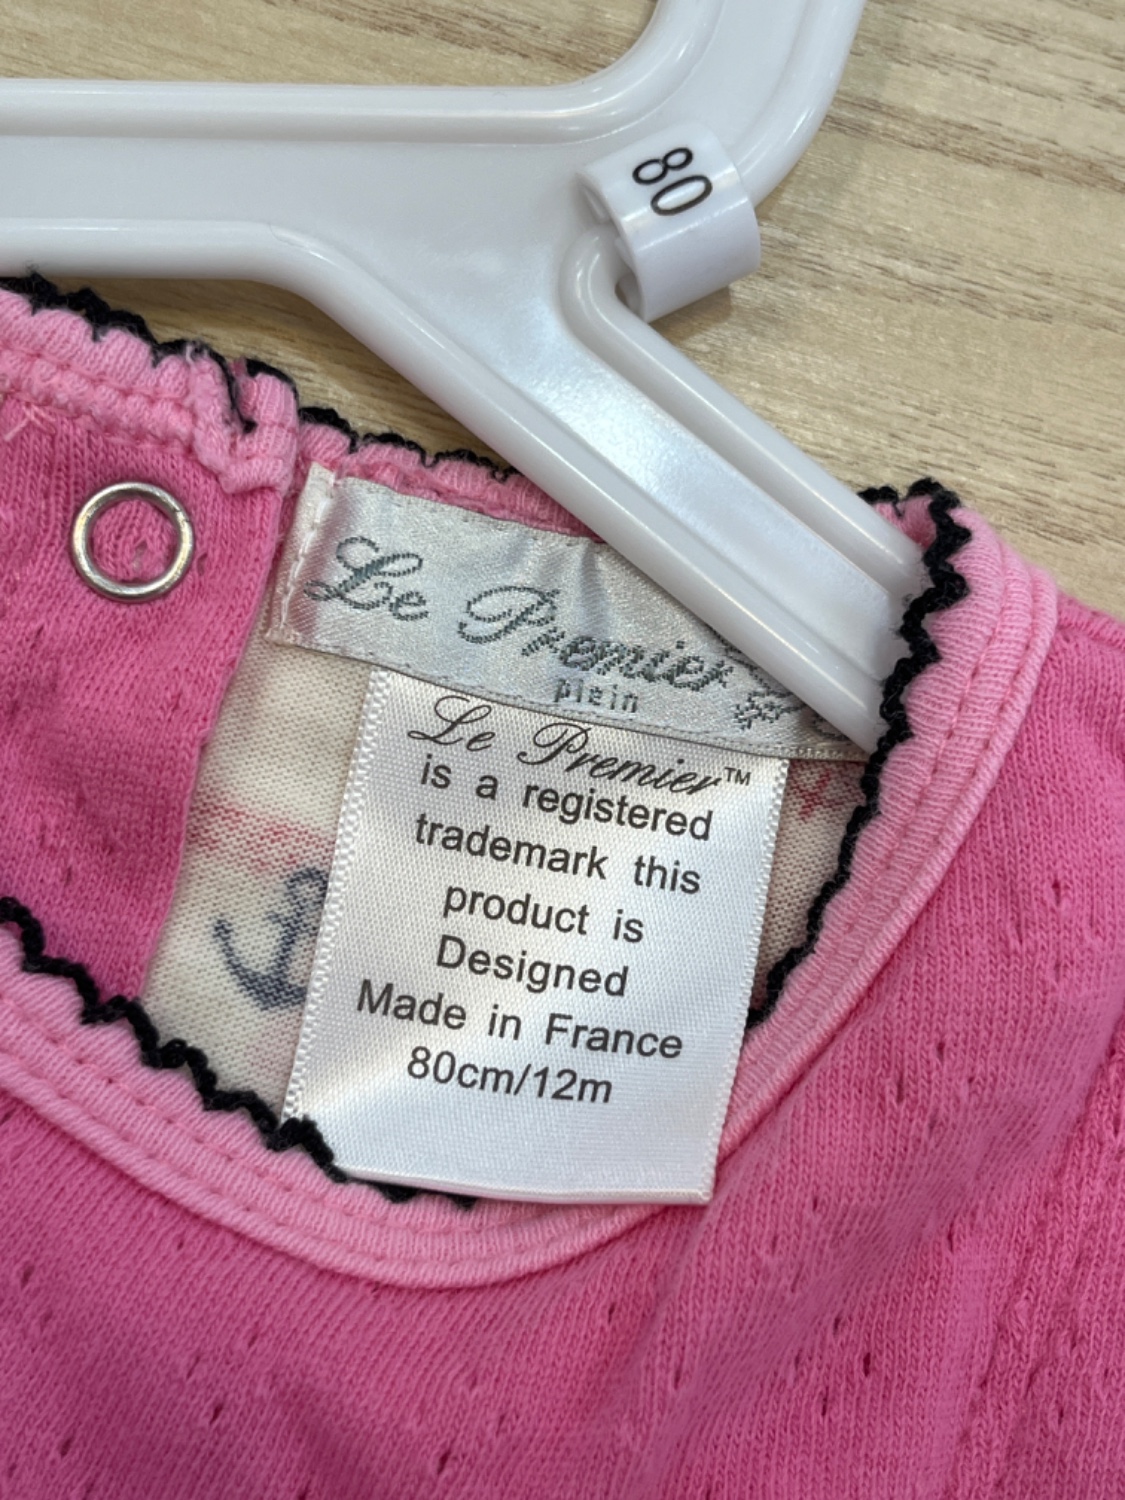 80
Le Premier
plein
Le Premier™
is a registered
trademark this
product is
Designed
Made in France
80cm/12m